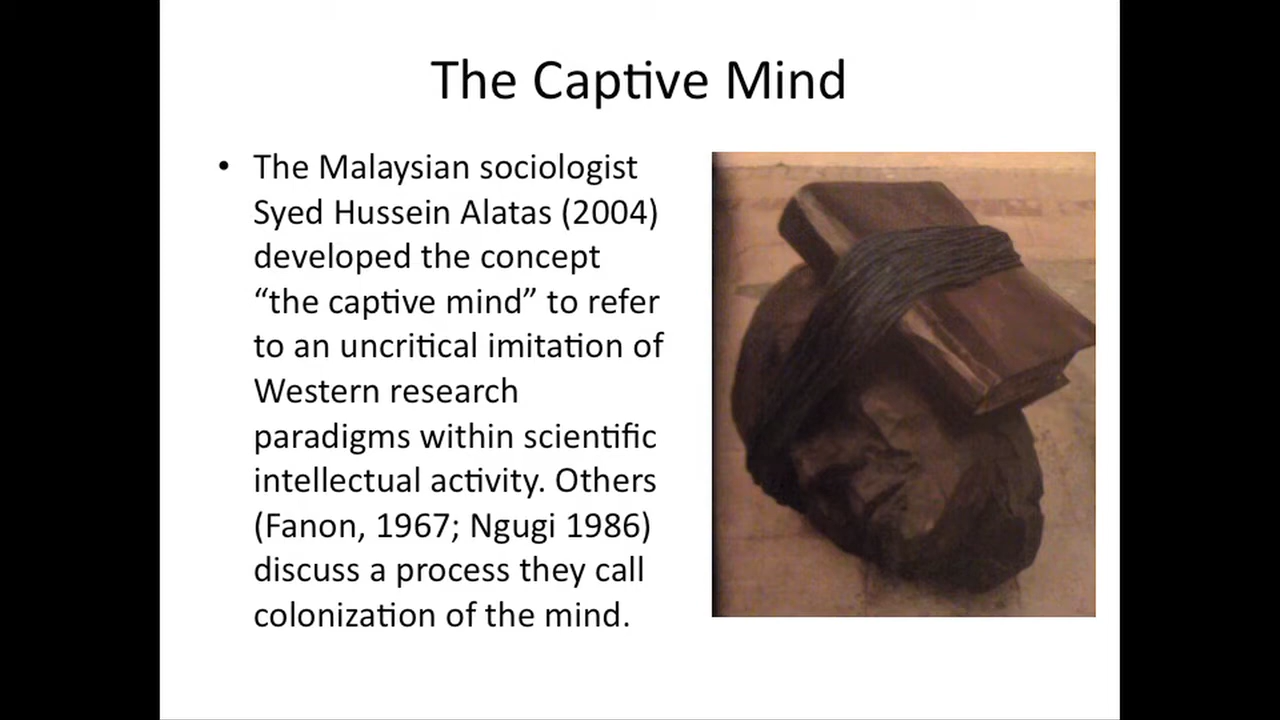 The Captive Mind
• The Malaysian sociologist
Syed Hussein Alatas (2004)
developed the concept
“the captive mind” to refer
to an uncritical imitation of
Western research
paradigms within scientific
intellectual activity. Others
(Fanon, 1967; Ngugi 1986)
discuss a process they call
colonization of the mind.